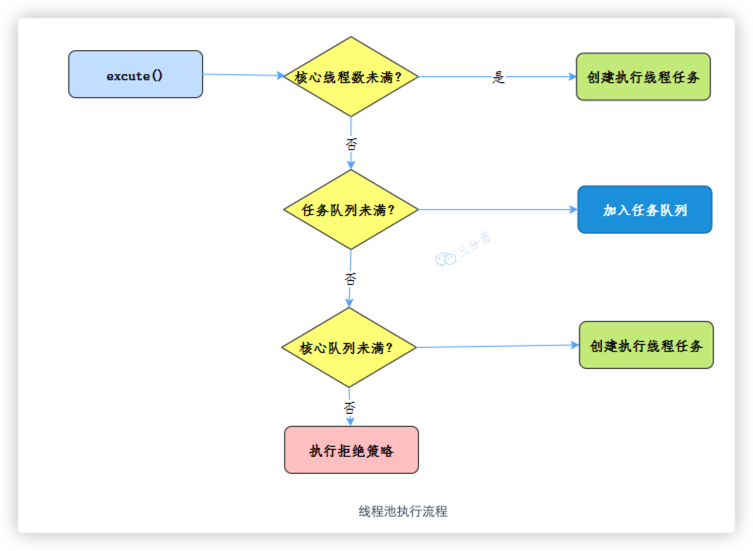 excute()
核心线程数未满?
是
创建执行线程任务
否
任务队列未满?
加入任务队列
三分恶
否
核心队列未满?
创建执行线程任务
否
执行拒绝策略
线程池执行流程